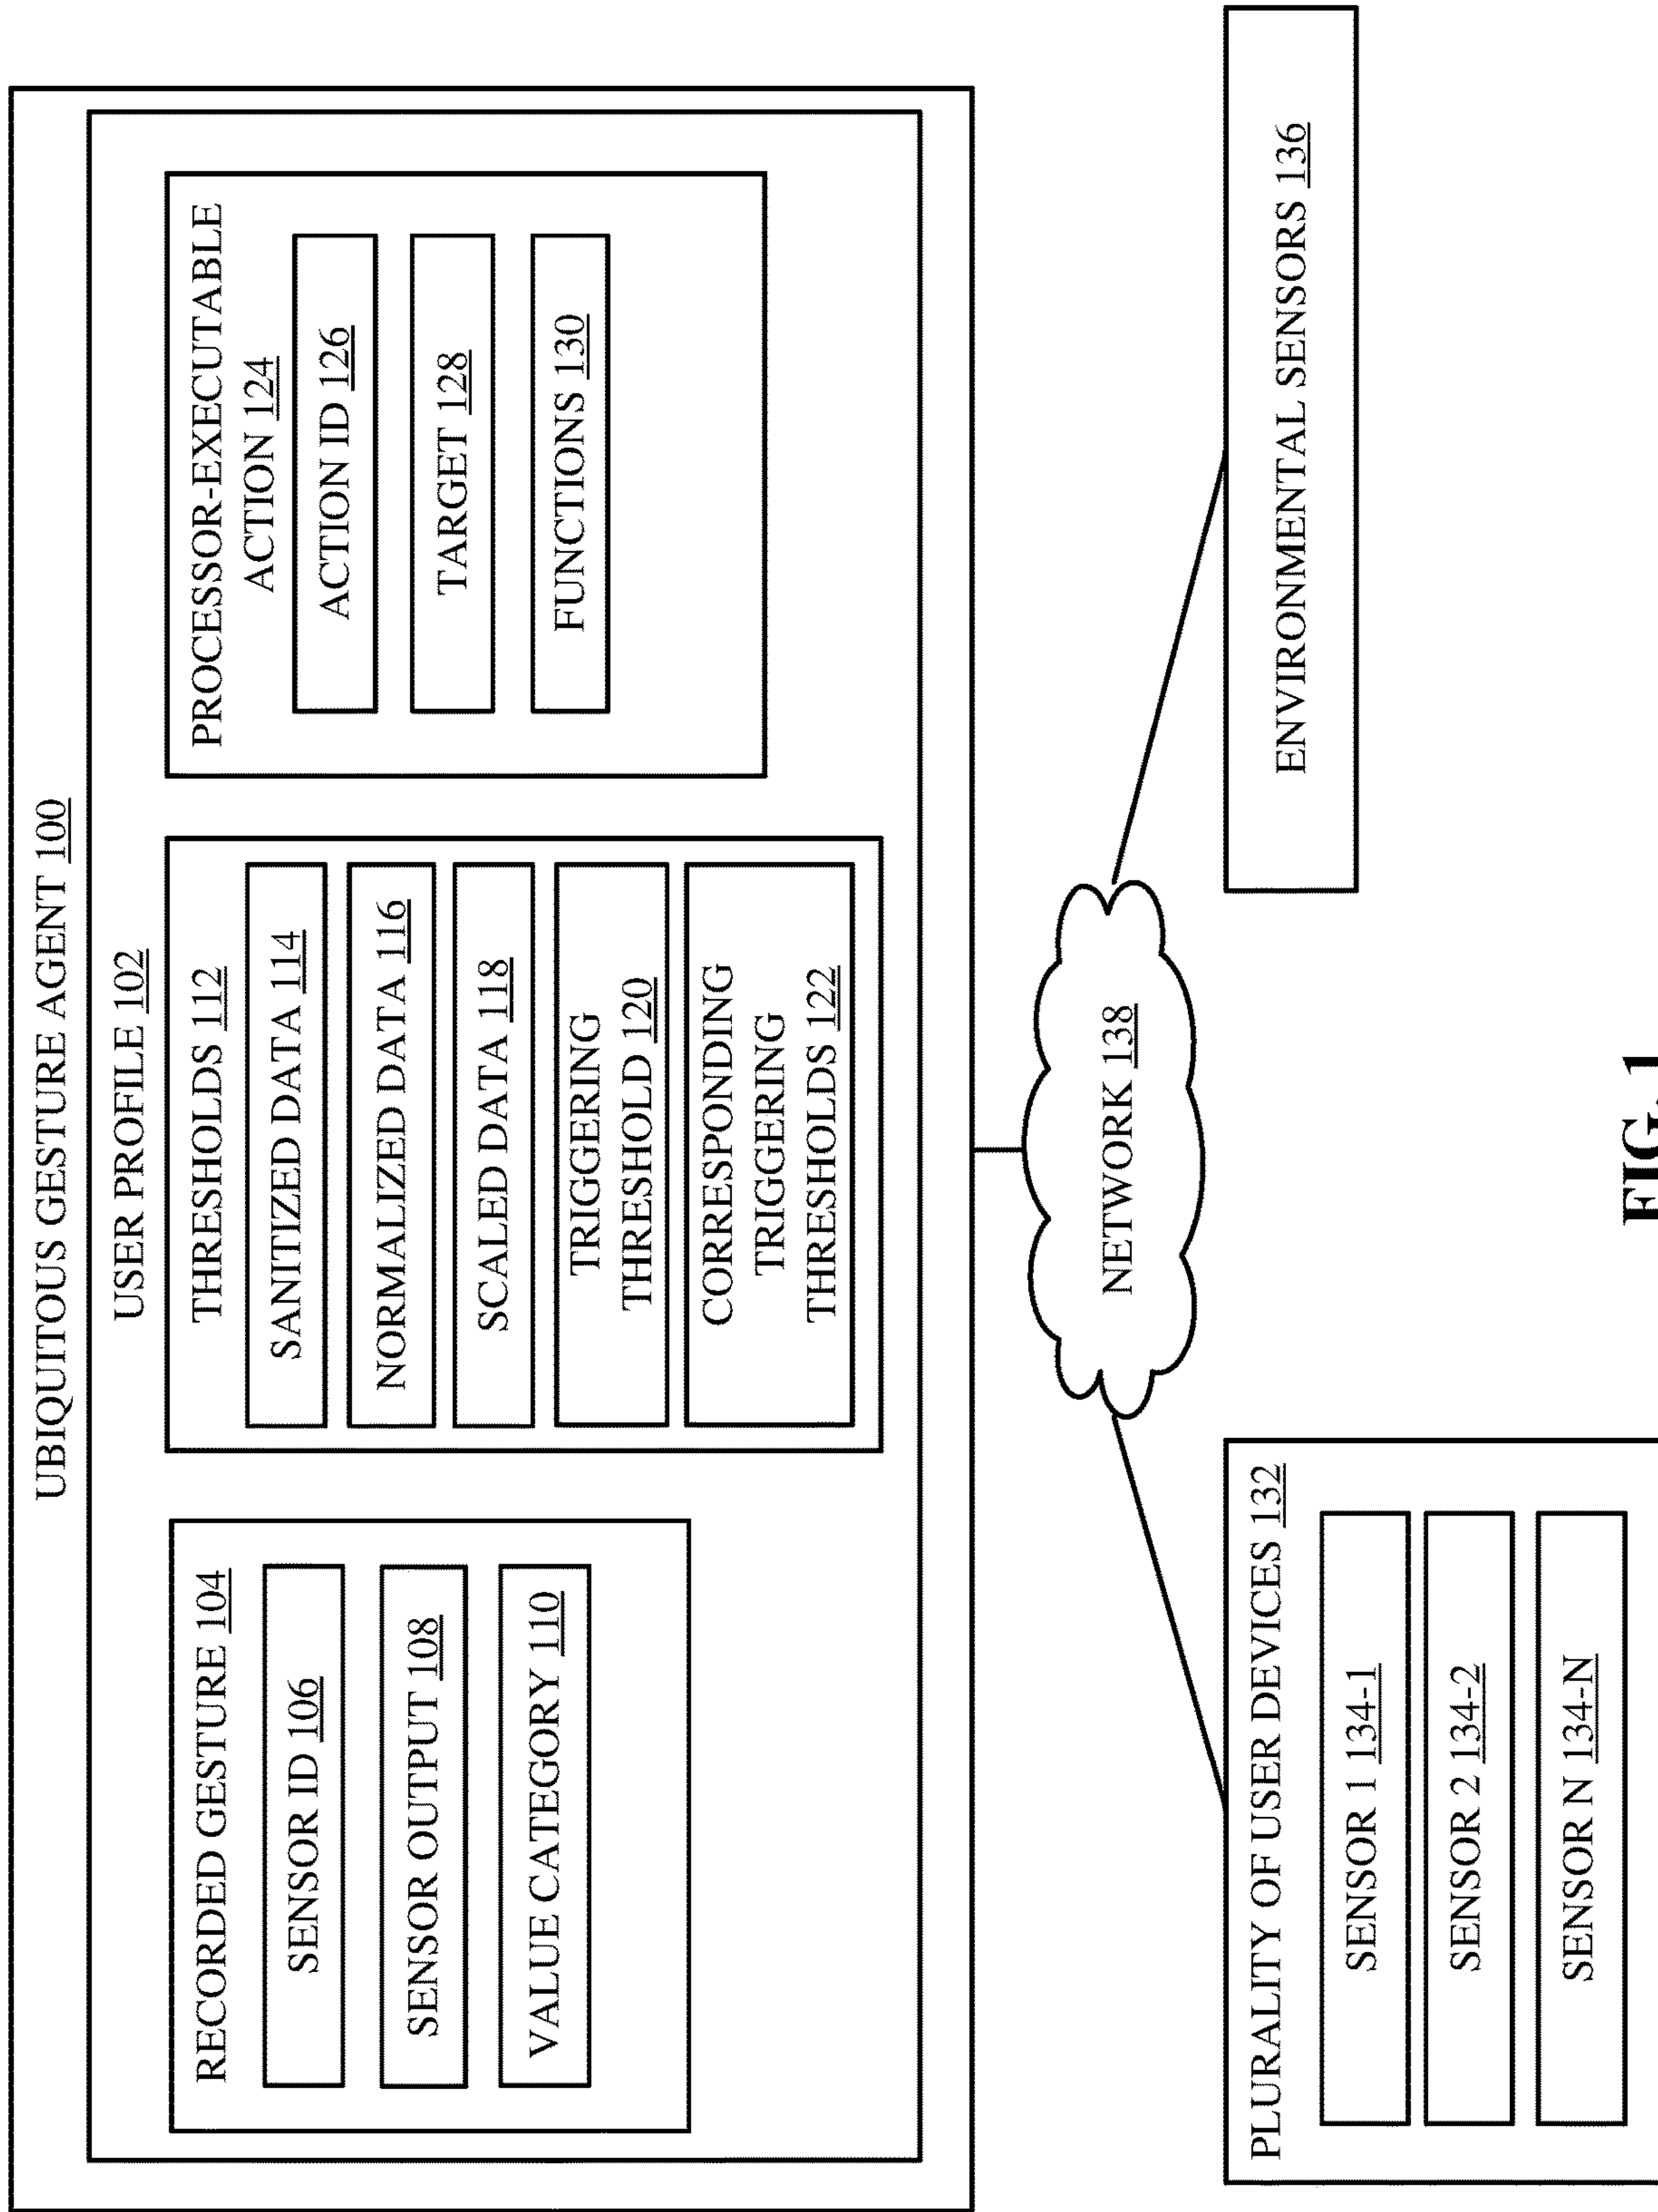 UBIQUITOUS GESTURE AGENT 100
USER PROFILE 102
RECORDED GESTURE 104
SENSOR ID 106
SENSOR OUTPUT 108
VALUE CATEGORY 110
THRESHOLDS 112
SANITIZED DATA 114
NORMALIZED DATA 116
SCALED DATA 118
TRIGGERING
THRESHOLD 120
CORRESPONDING
TRIGGERING
THRESHOLDS 122
PROCESSOR-EXECUTABLE
ACTION 124
ACTION ID 126
TARGET 128
FUNCTIONS 130
NETWORK 138
PLURALITY OF USER DEVICES 132
SENSOR 1 134-1
SENSOR 2 134-2
SENSOR N 134-N
ENVIRONMENTAL SENSORS 136
FIG. 1